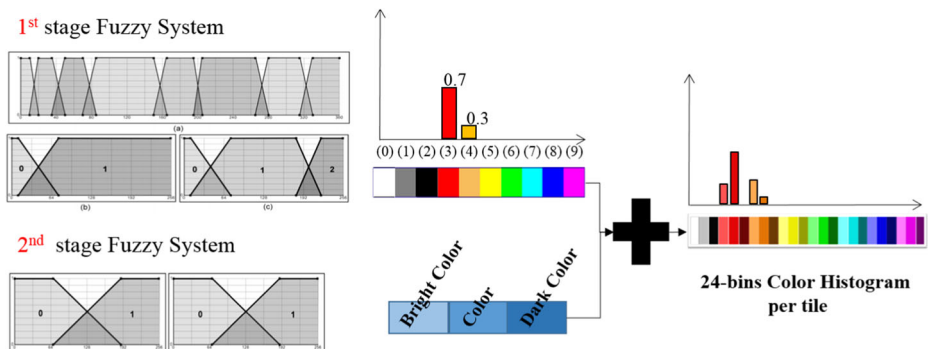 1st stage Fuzzy System
(a)
0 1
(b)
0 1 2
(c)
2nd stage Fuzzy System
0 1
0 1
0.7
0.3
(0) (1) (2) (3) (4) (5) (6) (7) (8) (9)
Bright Color
Color
Dark Color
24-bins Color Histogram
per tile